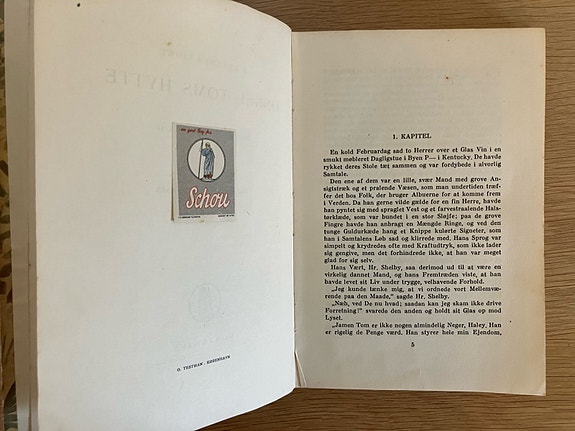 en god Bog fra
Schou
O. TRETMAN - KØBENHAVN
1. KAPITEL
En kold Februardag sad to Herrer over et Glas Vin i en
smukt møbleret Dagligstue i Byen P— i Kentucky. De havde
rykket deres Stole tæt sammen og var fordybede i alvorlig
Samtale.
Den ene af dem var en lille, svær Mand med grove An-
sigtstræk og et pralende Væsen, som man undertiden træf-
fer det hos Folk, der bruger Albuerne for at komme frem
i Verden. Da han gerne vilde gælde for en fin Herre, havde
han pyntet sig med spraglet Vest og et farvestraalende Hals-
tørklæde, som var bundet i en stor Sløjfe; paa de grove
Fingre havde han anbragt en Mængde Ringe, og ved den
tunge Guldurkæde hang et Knippe kulørte Signeter, som
han i Samtalens Løb sad og klirrede med. Hans Sprog var
simpelt og krydredes ofte med Kraftudtryk, som ikke lader
sig gengive, men det forhindrede ikke, at han var meget
glad for sig selv.
Hans Vært, Hr. Shelby, saa derimod ud til at være en
virkelig dannet Mand, og hans Fremtræden viste, at han
havde levet sit Liv under trygge, velhavende Forhold.
„Jeg kunde tænke mig, at vi ordnede vort Mellemvæ-
rende paa den Maade,“ sagde Hr. Shelby.
„Næh, ved De nu hvad; saadan kan jeg skam ikke drive
Forretning!“ svarede den anden og holdt sit Glas op mod
Lyset.
„Jamen Tom er ikke nogen almindelig Neger, Haley, Han
er rigelig de Penge værd. Han styrer hele min Ejendom,
5